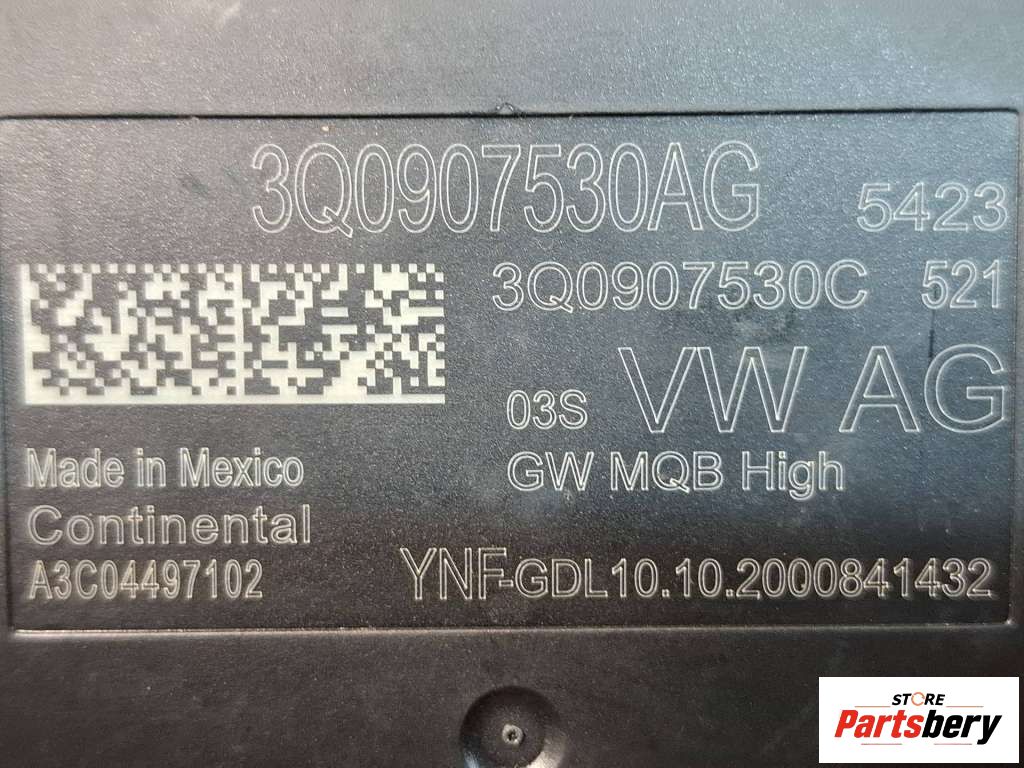 3Q0907530AG 5423
3Q0907530C 521
03S VW AG
Made in Mexico GW MQB High
Continental
A3C04497102 YNF-GDL10.10.2000841432
STORE
Partsbery